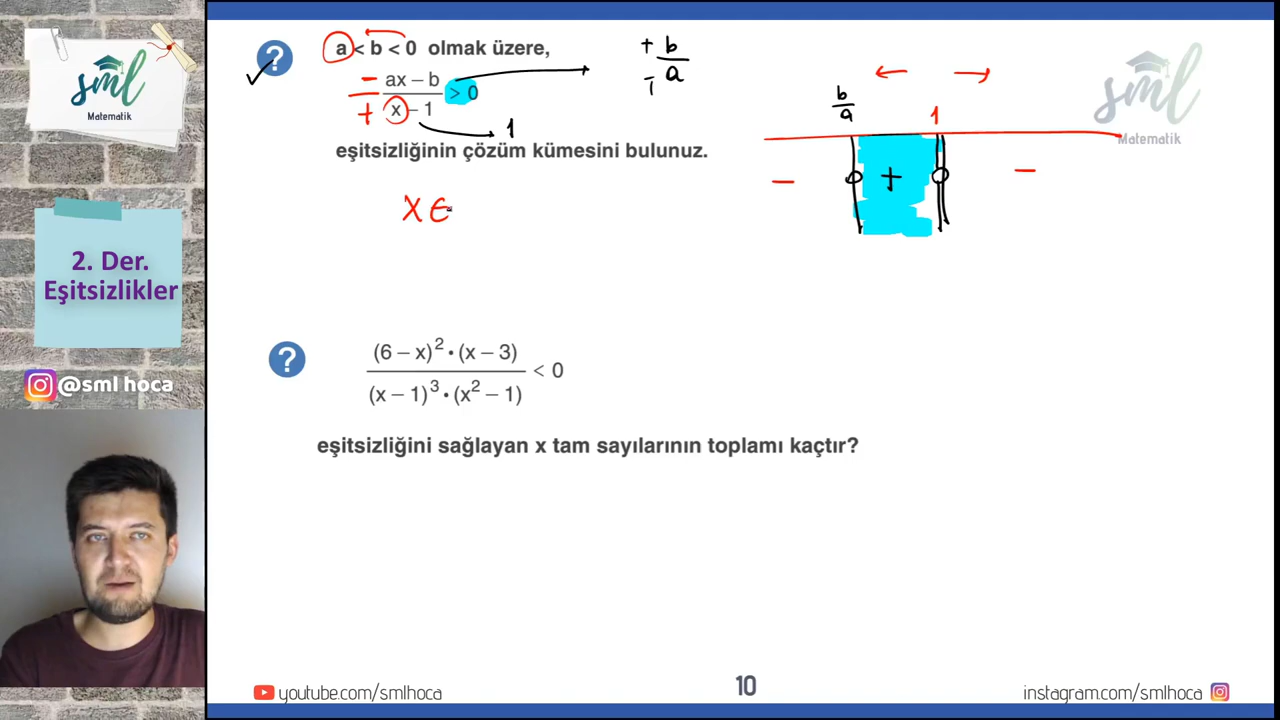 sml
Matematik
2. Der.
Eşitsizlikler
@sml hoca
?
a < b < 0 olmak üzere,
ax – b
x – 1
> 0
1
eşitsizliğinin çözüm kümesini bulunuz.
x ∈
+ b
a
b
a
1
– + –
sml
Matematik
?
(6 – x)² · (x – 3)
(x – 1)³ · (x² – 1)
< 0
eşitsizliğini sağlayan x tam sayılarının toplamı kaçtır?
youtube.com/smlhoca
10
instagram.com/smlhoca